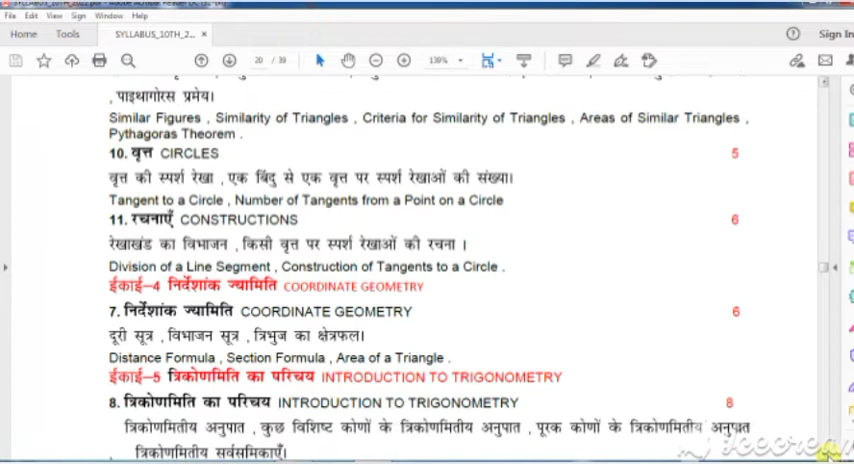 File Edit View Sign Window Help
Home Tools SYLLABUS_10TH_2... × Sign In
20 / 39 139%
, पाइथागोरस प्रमेय।
Similar Figures , Similarity of Triangles , Criteria for Similarity of Triangles , Areas of Similar Triangles ,
Pythagoras Theorem .
10. वृत्त CIRCLES 5
वृत्त की स्पर्श रेखा , एक बिंदु से एक वृत्त पर स्पर्श रेखाओं की संख्या।
Tangent to a Circle , Number of Tangents from a Point on a Circle
11. रचनाएँ CONSTRUCTIONS 6
रेखाखंड का विभाजन , किसी वृत्त पर स्पर्श रेखाओं की रचना ।
Division of a Line Segment , Construction of Tangents to a Circle .
ईकाई–4 निर्देशांक ज्यामिति COORDINATE GEOMETRY
7. निर्देशांक ज्यामिति COORDINATE GEOMETRY 6
दूरी सूत्र , विभाजन सूत्र , त्रिभुज का क्षेत्रफल।
Distance Formula , Section Formula , Area of a Triangle .
ईकाई–5 त्रिकोणमिति का परिचय INTRODUCTION TO TRIGONOMETRY
8. त्रिकोणमिति का परिचय INTRODUCTION TO TRIGONOMETRY 8
त्रिकोणमितीय अनुपात , कुछ विशिष्ट कोणों के त्रिकोणमितीय अनुपात , पूरक कोणों के त्रिकोणमितीय अनुपात
, त्रिकोणमितीय सर्वसमिकाएँ।